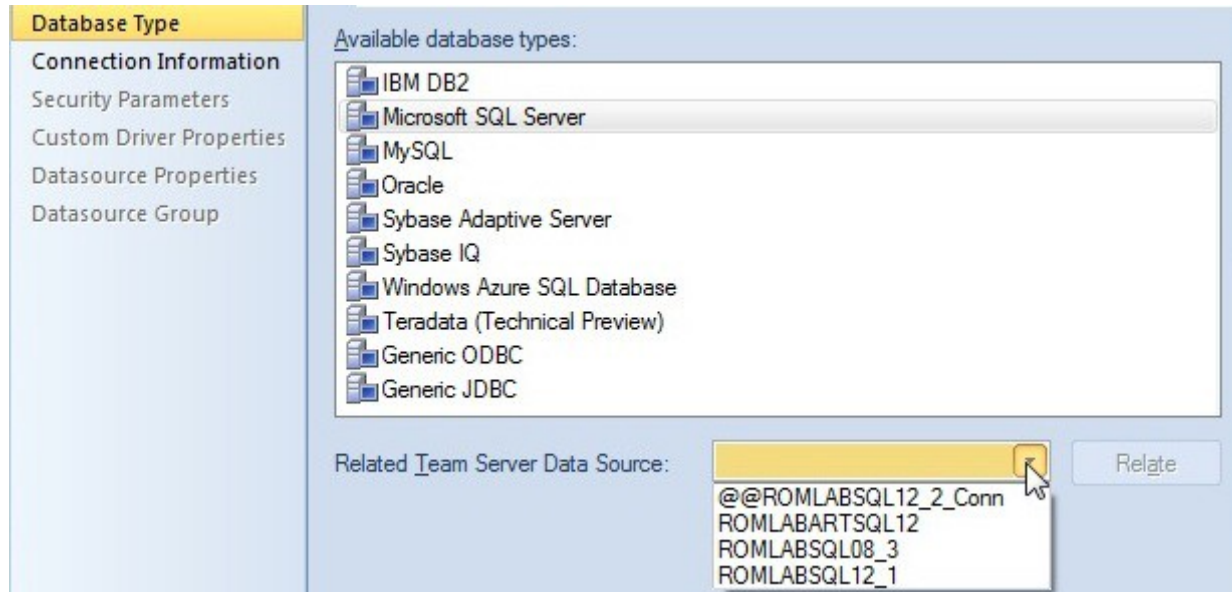 Database Type
Connection Information
Security Parameters
Custom Driver Properties
Datasource Properties
Datasource Group
Available database types:
IBM DB2
Microsoft SQL Server
MySQL
Oracle
Sybase Adaptive Server
Sybase IQ
Windows Azure SQL Database
Teradata (Technical Preview)
Generic ODBC
Generic JDBC
Related Team Server Data Source:
Relate
@@ROMLABSQL12_2_Conn
ROMLABARTSQL12
ROMLABSQL08_3
ROMLABSQL12_1